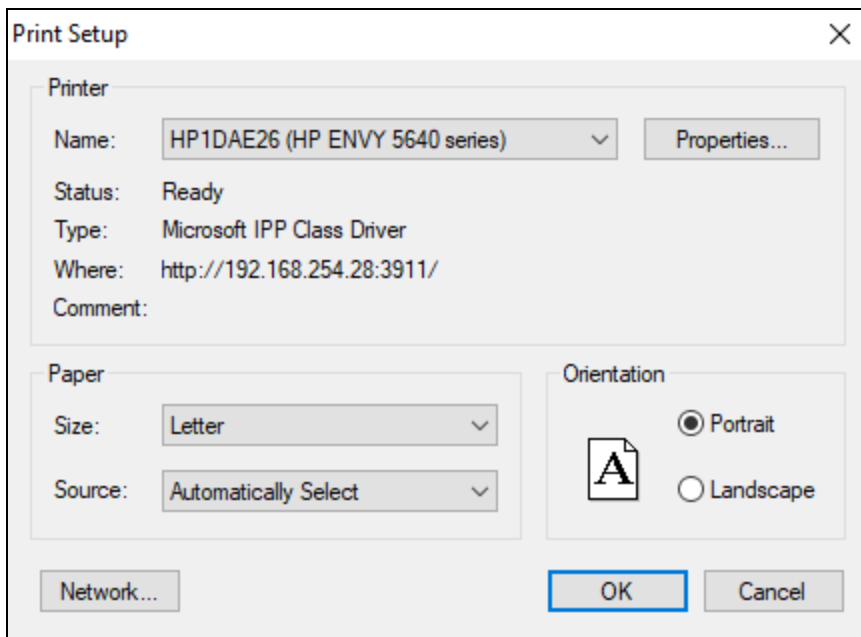 Print Setup
Printer
Name: HP1DAE26 (HP ENVY 5640 series) Properties...
Status: Ready
Type: Microsoft IPP Class Driver
Where: http://192.168.254.28:3911/
Comment:
Paper
Size: Letter
Source: Automatically Select
Orientation
A
Portrait
Landscape
Network... OK Cancel